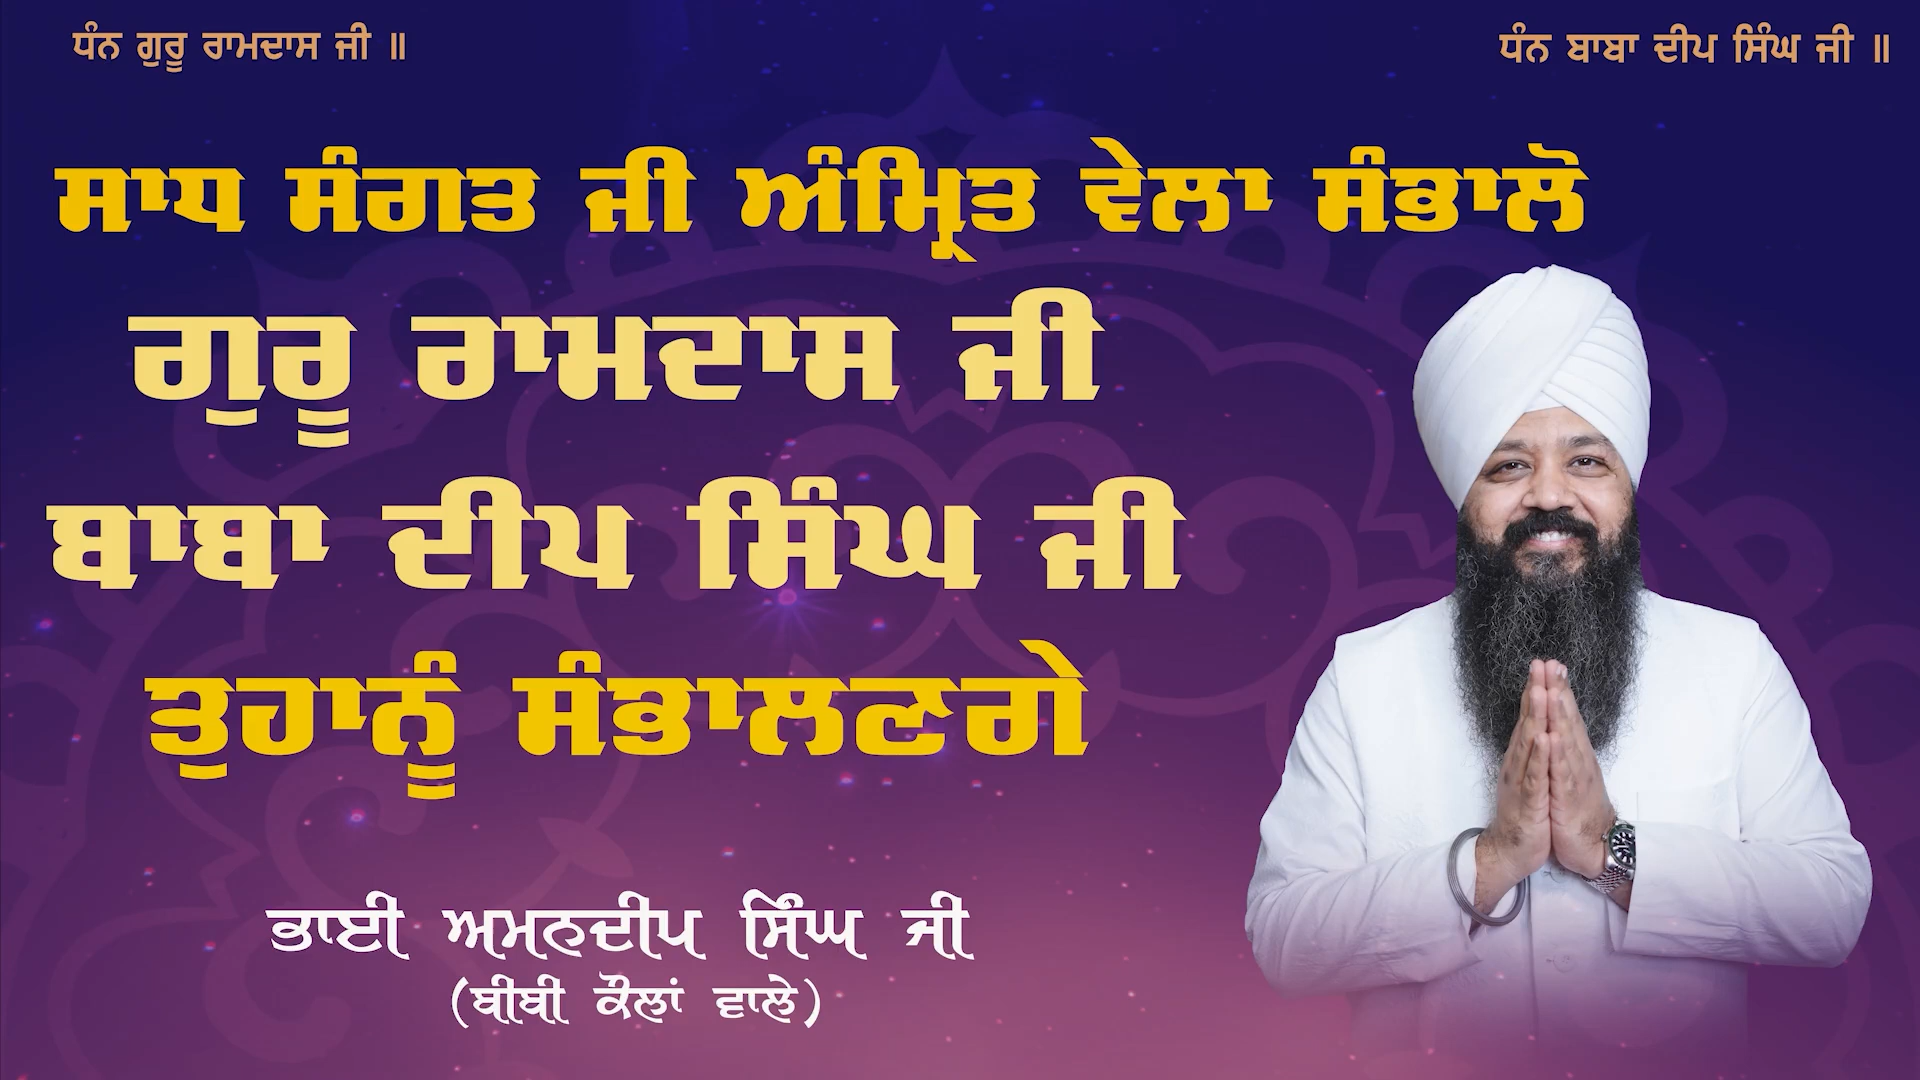 ਧੰਨ ਗੁਰੂ ਰਾਮਦਾਸ ਜੀ ॥
ਧੰਨ ਬਾਬਾ ਦੀਪ ਸਿੰਘ ਜੀ ॥
ਸਾਧ ਸੰਗਤ ਜੀ ਅੰਮ੍ਰਿਤ ਵੇਲਾ ਸੰਭਾਲੋ
ਗੁਰੂ ਰਾਮਦਾਸ ਜੀ
ਬਾਬਾ ਦੀਪ ਸਿੰਘ ਜੀ
ਤੁਹਾਨੂੰ ਸੰਭਾਲਣਗੇ
ਭਾਈ ਅਮਨਦੀਪ ਸਿੰਘ ਜੀ
(ਬੀਬੀ ਕੌਲਾਂ ਵਾਲੇ)